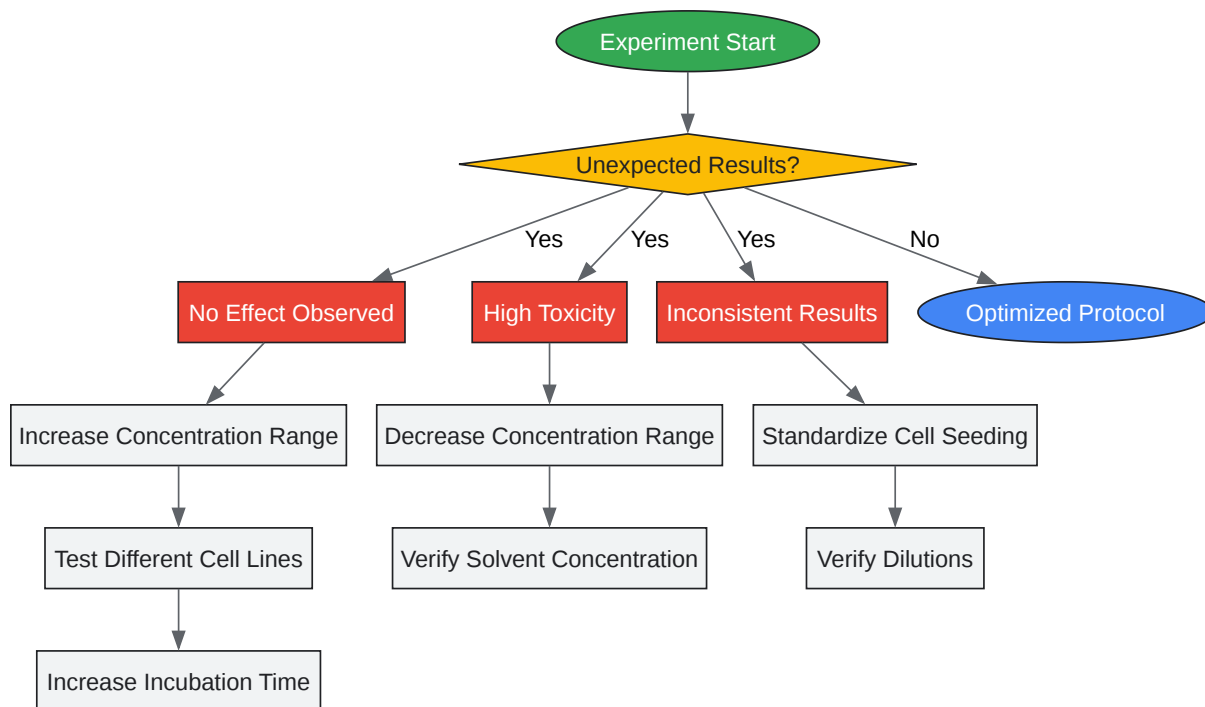 Experiment Start
Unexpected Results?
Yes
Yes
Yes
No
No Effect Observed
High Toxicity
Inconsistent Results
Optimized Protocol
Increase Concentration Range
Decrease Concentration Range
Standardize Cell Seeding
Test Different Cell Lines
Verify Solvent Concentration
Verify Dilutions
Increase Incubation Time